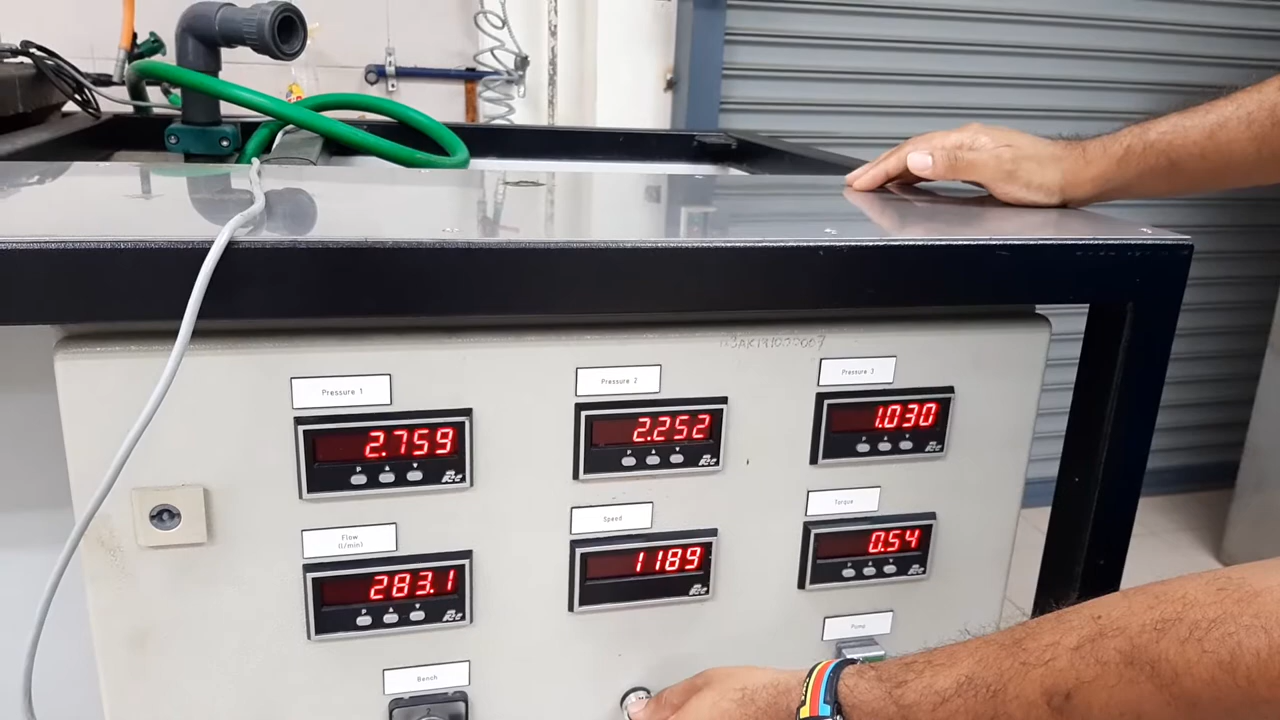 Pressure 1
Pressure 2
Pressure 3
2.759
2.252
1.030
P
P
P
Flow
(l/min)
Speed
Torque
283.1
1189
0.54
P
P
P
Bench
Pump
2